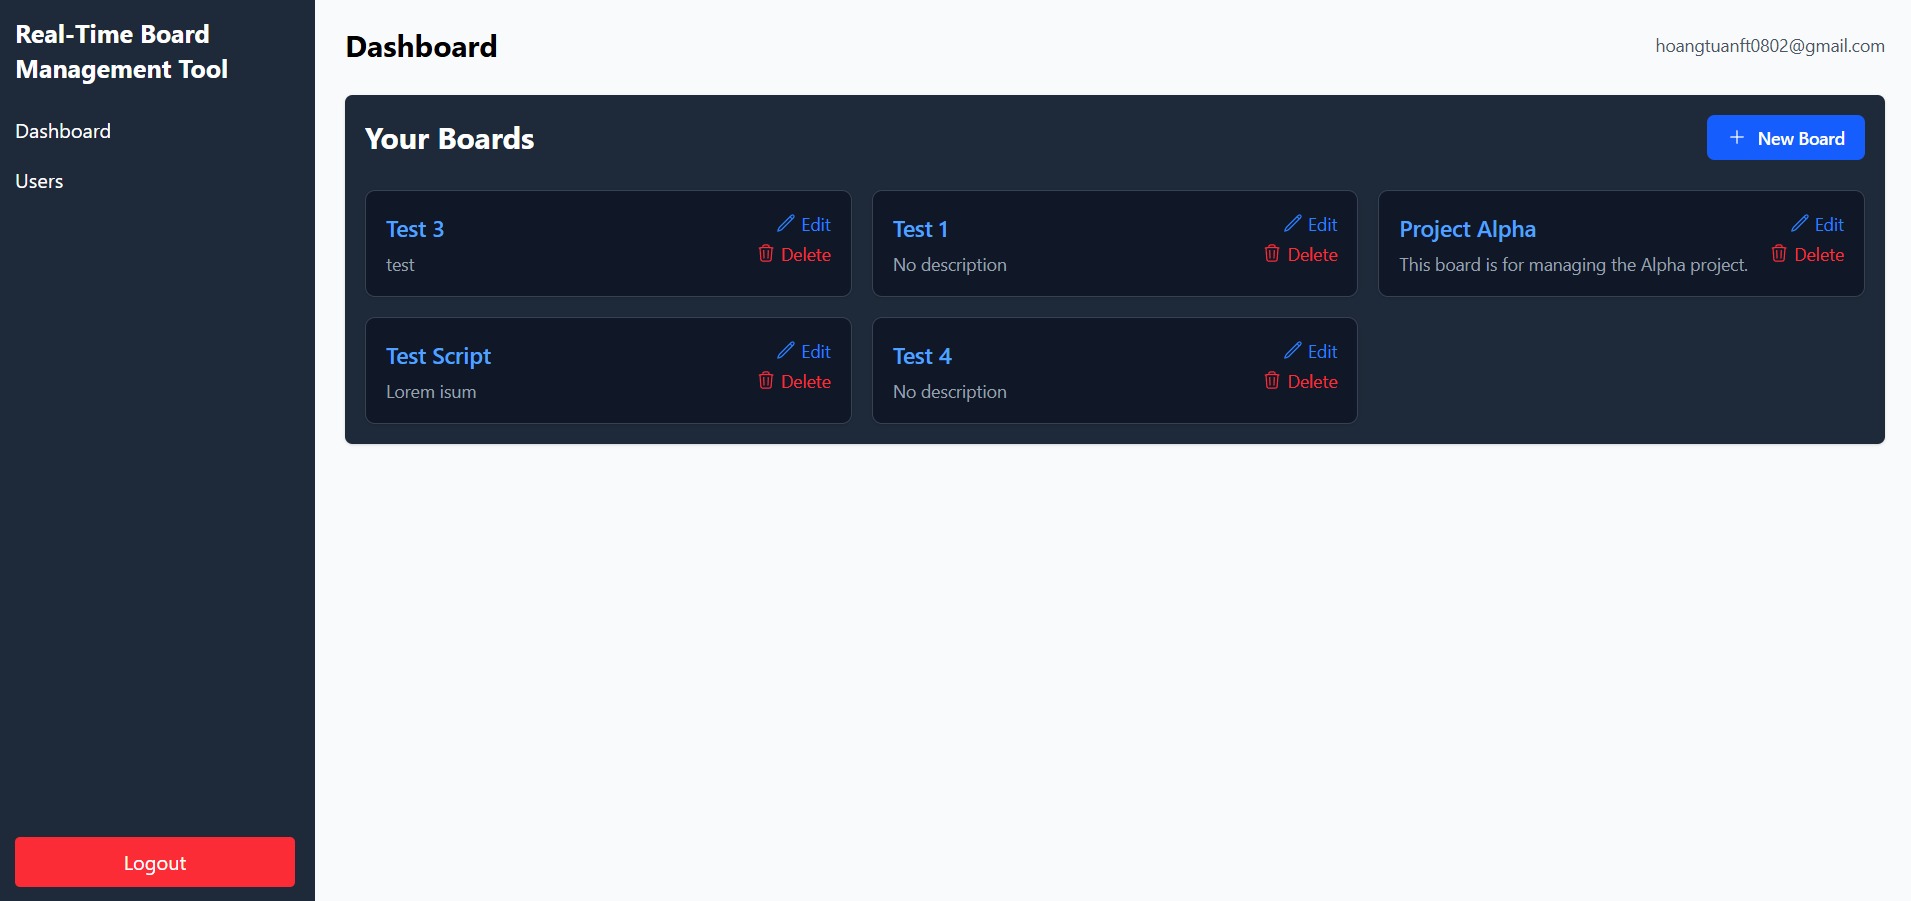 Real-Time Board
Management Tool
Dashboard
Users
Logout
Dashboard
hoangtuanft0802@gmail.com
Your Boards
New Board
Test 3
Edit
Delete
test
Test 1
Edit
Delete
No description
Project Alpha
Edit
Delete
This board is for managing the Alpha project.
Test Script
Edit
Delete
Lorem isum
Test 4
Edit
Delete
No description